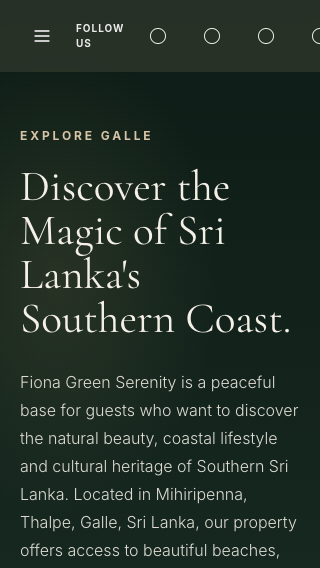 FOLLOW
US
EXPLORE GALLE
Discover the
Magic of Sri
Lanka's
Southern Coast.
Fiona Green Serenity is a peaceful
base for guests who want to discover
the natural beauty, coastal lifestyle
and cultural heritage of Southern Sri
Lanka. Located in Mihiripenna,
Thalpe, Galle, Sri Lanka, our property
offers access to beautiful beaches,